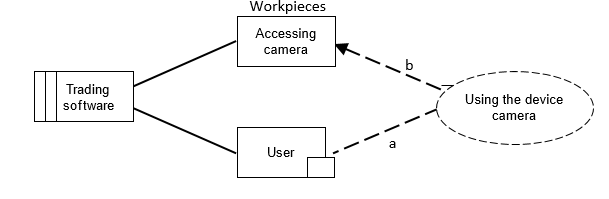 Workpieces
Accessing
camera
b
Trading
software
Using the device
camera
a
User